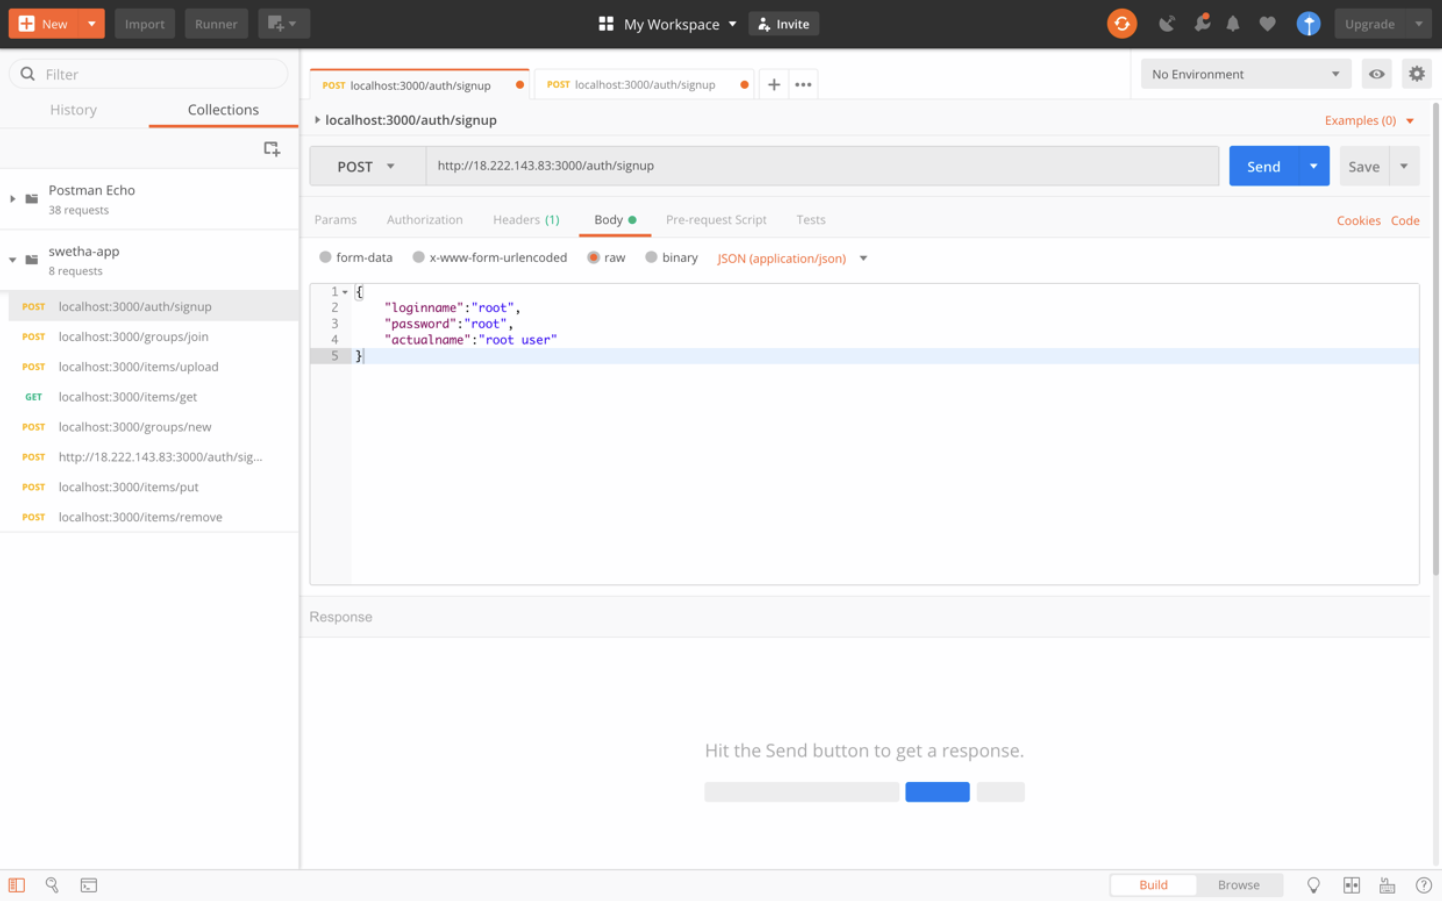 New
Import
Runner
My Workspace
Invite
Upgrade
Filter
History
Collections
Postman Echo
38 requests
swetha-app
8 requests
POST localhost:3000/auth/signup
POST localhost:3000/groups/join
POST localhost:3000/items/upload
GET localhost:3000/items/get
POST localhost:3000/groups/new
POST http://18.222.143.83:3000/auth/sig...
POST localhost:3000/items/put
POST localhost:3000/items/remove
POST localhost:3000/auth/signup
POST localhost:3000/auth/signup
No Environment
localhost:3000/auth/signup
Examples (0)
POST
http://18.222.143.83:3000/auth/signup
Send
Save
Params Authorization Headers (1) Body Pre-request Script Tests
Cookies Code
form-data x-www-form-urlencoded raw binary JSON (application/json)
1 {
2 "loginname":"root",
3 "password":"root",
4 "actualname":"root user"
5 }
Response
Hit the Send button to get a response.
Build
Browse